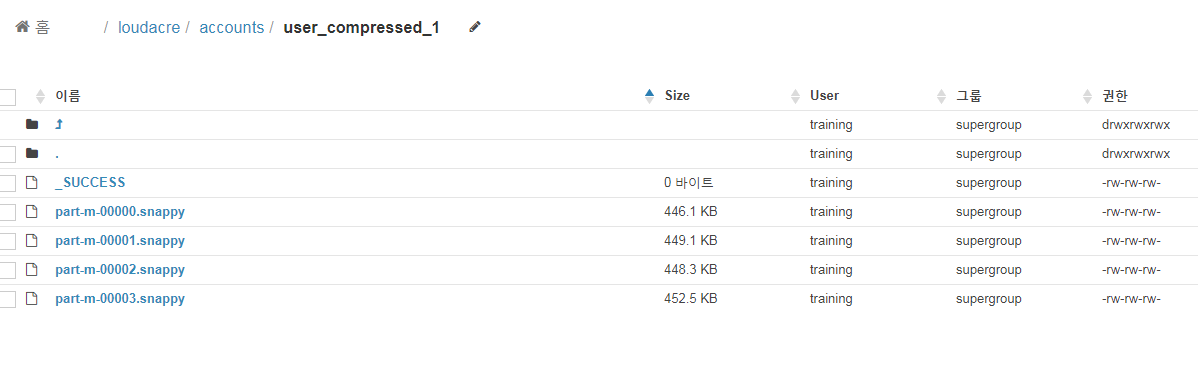 홈 / loudacre / accounts / user_compressed_1
이름 Size User 그룹 권한
training supergroup drwxrwxrwx
. training supergroup drwxrwxrwx
_SUCCESS 0 바이트 training supergroup -rw-rw-rw-
part-m-00000.snappy 446.1 KB training supergroup -rw-rw-rw-
part-m-00001.snappy 449.1 KB training supergroup -rw-rw-rw-
part-m-00002.snappy 448.3 KB training supergroup -rw-rw-rw-
part-m-00003.snappy 452.5 KB training supergroup -rw-rw-rw-